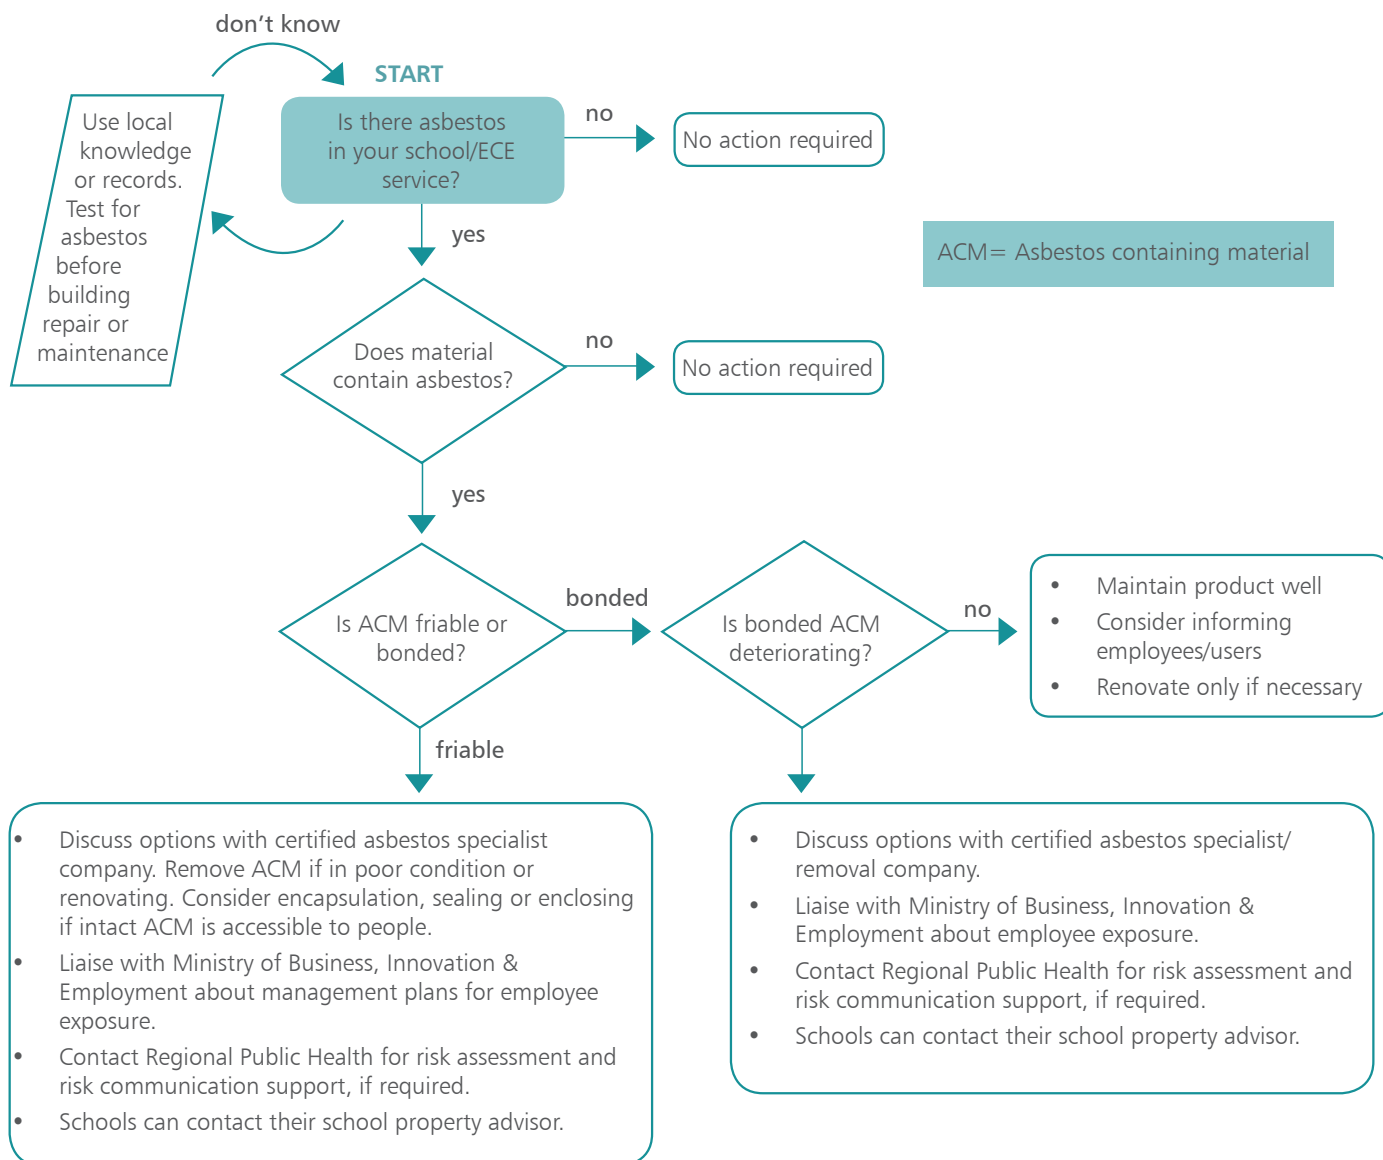 don’t know
START
Use local
knowledge
or records.
Test for
asbestos
before
building
repair or
maintenance
Is there asbestos
in your school/ECE
service?
no
No action required
yes
ACM= Asbestos containing material
Does material
contain asbestos?
no
No action required
yes
Is ACM friable or
bonded?
bonded
Is bonded ACM
deteriorating?
no
• Maintain product well
• Consider informing
employees/users
• Renovate only if necessary
friable
• Discuss options with certified asbestos specialist
company. Remove ACM if in poor condition or
renovating. Consider encapsulation, sealing or enclosing
if intact ACM is accessible to people.
• Liaise with Ministry of Business, Innovation &
Employment about management plans for employee
exposure.
• Contact Regional Public Health for risk assessment and
risk communication support, if required.
• Schools can contact their school property advisor.
• Discuss options with certified asbestos specialist/
removal company.
• Liaise with Ministry of Business, Innovation &
Employment about employee exposure.
• Contact Regional Public Health for risk assessment and
risk communication support, if required.
• Schools can contact their school property advisor.